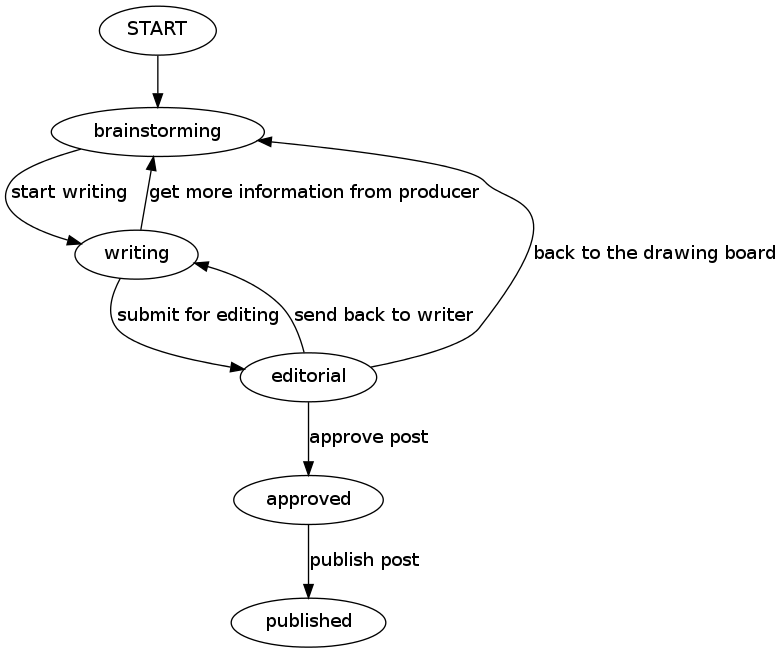 START
brainstorming
start writing
get more information from producer
writing
back to the drawing board
submit for editing
send back to writer
editorial
approve post
approved
publish post
published